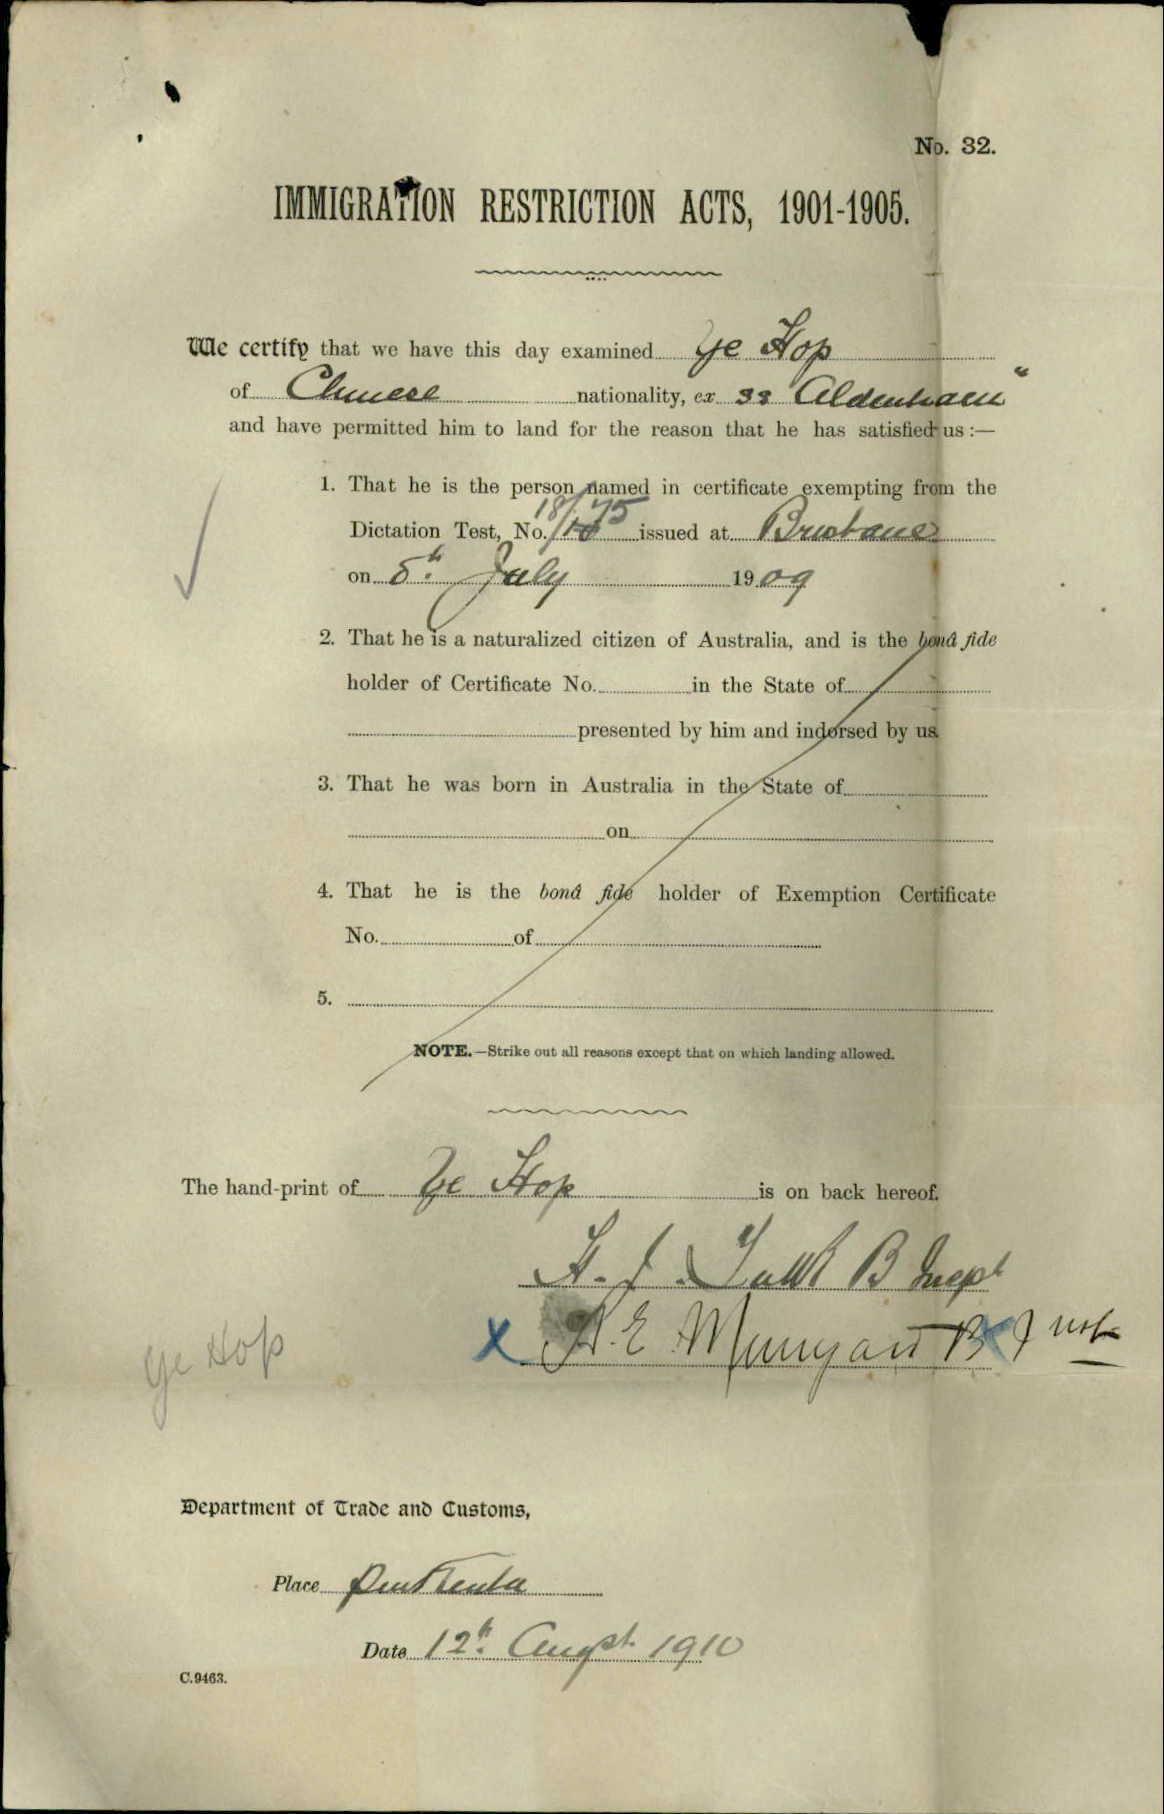 No. 32.
IMMIGRATION RESTRICTION ACTS, 1901-1905.
We certify that we have this day examined Ye Hop
of Chinese nationality, ex ss "Aldenham"
and have permitted him to land for the reason that he has satisfied us :—
1. That he is the person named in certificate exempting from the
18/75
Dictation Test, No. issued at Brisbane
on 5th July 1909
2. That he is a naturalized citizen of Australia, and is the bonâ fide
holder of Certificate No. in the State of
presented by him and indorsed by us.
3. That he was born in Australia in the State of
on
4. That he is the bonâ fide holder of Exemption Certificate
No. of
5.
NOTE.—Strike out all reasons except that on which landing allowed.
The hand-print of Ye Hop is on back hereof.
H. J. B Inspt
X E
Ye Hop
Department of Trade and Customs,
Place
Date 12th Augst 1910
C.9463.